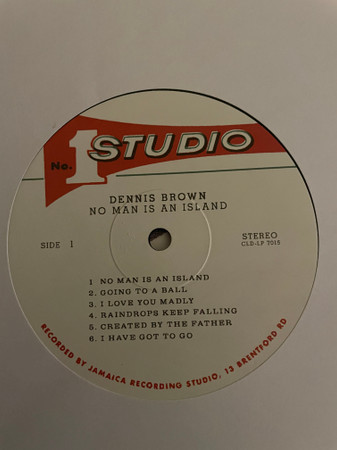 No. 1 STUDIO
DENNIS BROWN
NO MAN IS AN ISLAND
SIDE 1
STEREO
CLD-LP 7015
1 NO MAN IS AN ISLAND
2. GOING TO A BALL
3. I LOVE YOU MADLY
4. RAINDROPS KEEP FALLING
5. CREATED BY THE FATHER
6. I HAVE GOT TO GO
RECORDED BY JAMAICA RECORDING STUDIO, 13 BRENTFORD RD